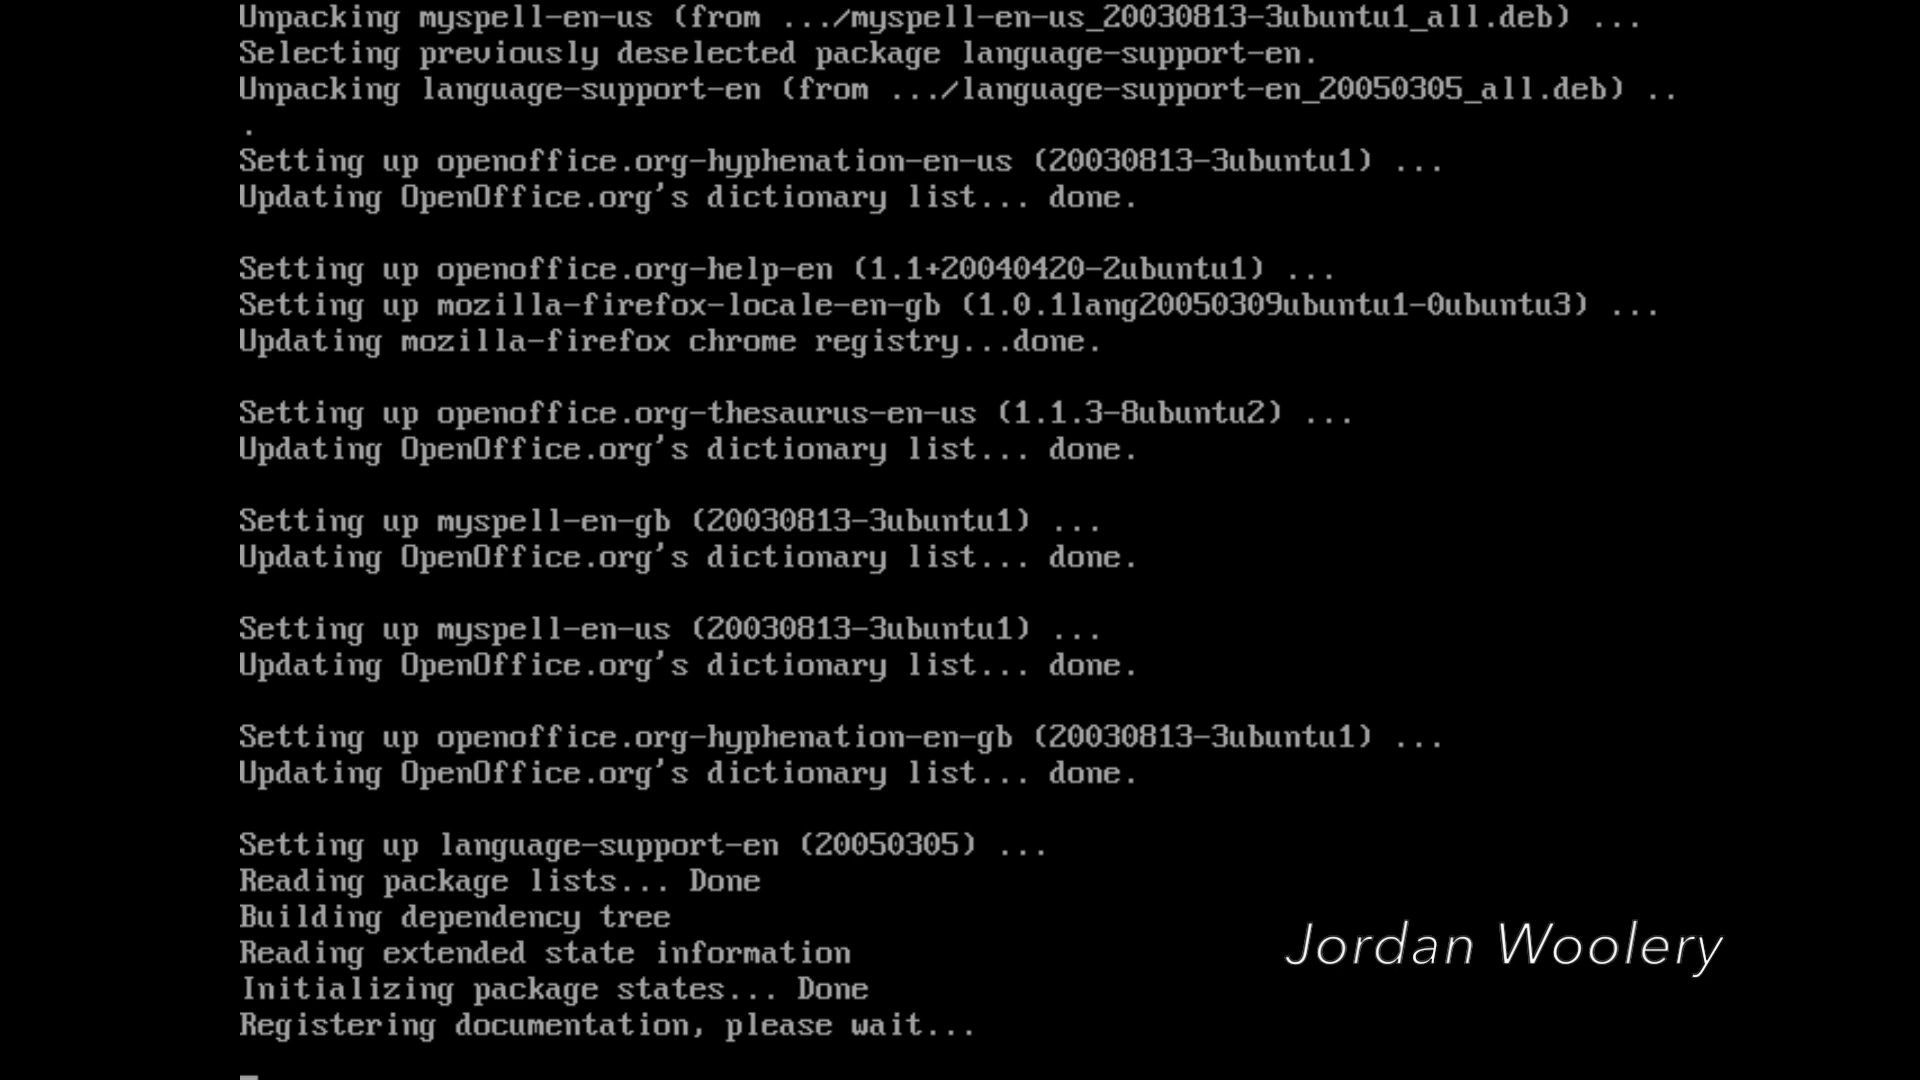 Unpacking myspell-en-us (from .../myspell-en-us_20030813-3ubuntu1_all.deb) ...
Selecting previously deselected package language-support-en.
Unpacking language-support-en (from .../language-support-en_20050305_all.deb) ..
.
Setting up openoffice.org-hyphenation-en-us (20030813-3ubuntu1) ...
Updating OpenOffice.org's dictionary list... done.
Setting up openoffice.org-help-en (1.1+20040420-2ubuntu1) ...
Setting up mozilla-firefox-locale-en-gb (1.0.1lang20050309ubuntu1-0ubuntu3) ...
Updating mozilla-firefox chrome registry...done.
Setting up openoffice.org-thesaurus-en-us (1.1.3-8ubuntu2) ...
Updating OpenOffice.org's dictionary list... done.
Setting up myspell-en-gb (20030813-3ubuntu1) ...
Updating OpenOffice.org's dictionary list... done.
Setting up myspell-en-us (20030813-3ubuntu1) ...
Updating OpenOffice.org's dictionary list... done.
Setting up openoffice.org-hyphenation-en-gb (20030813-3ubuntu1) ...
Updating OpenOffice.org's dictionary list... done.
Setting up language-support-en (20050305) ...
Reading package lists... Done
Building dependency tree
Reading extended state information
Initializing package states... Done
Registering documentation, please wait...
Jordan Woolery